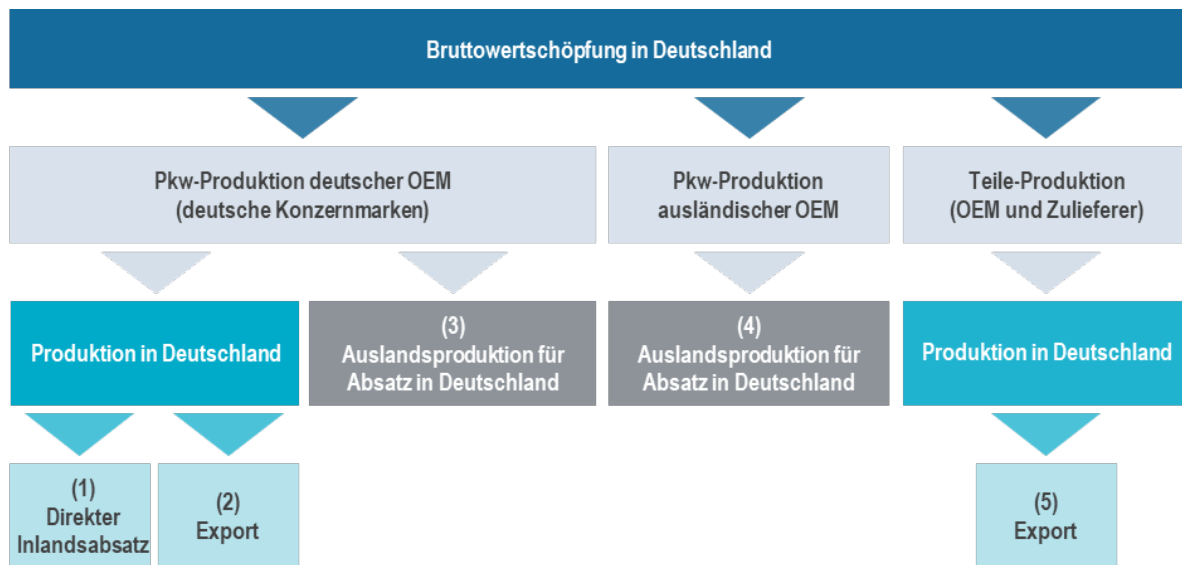 Bruttowertschöpfung in Deutschland
Pkw-Produktion deutscher OEM
(deutsche Konzernmarken)
Pkw-Produktion
ausländischer OEM
Teile-Produktion
(OEM und Zulieferer)
Produktion in Deutschland
(3)
Auslandsproduktion für
Absatz in Deutschland
(4)
Auslandsproduktion für
Absatz in Deutschland
Produktion in Deutschland
(1)
Direkter
Inlandsabsatz
(2)
Export
(5)
Export